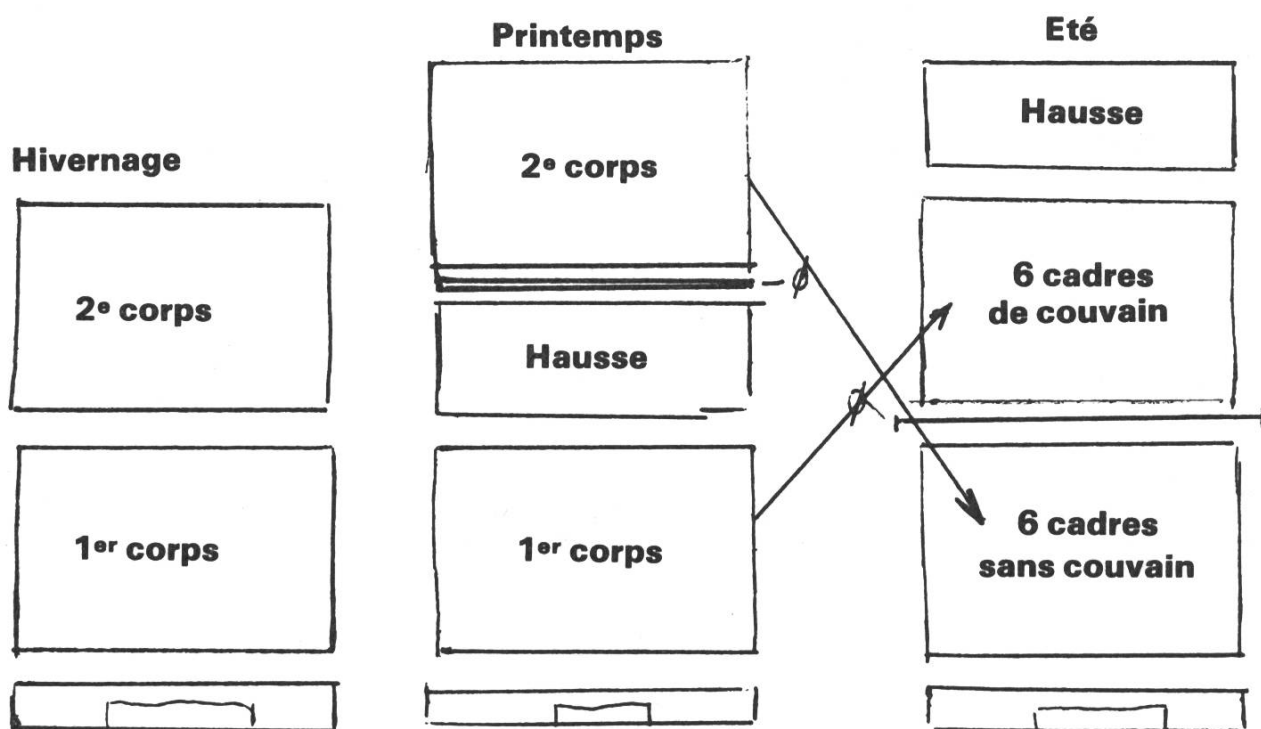 Hivernage
2e corps
1er corps
Printemps
2e corps
ø
Hausse
1er corps
ø
Eté
Hausse
6 cadres
de couvain
6 cadres
sans couvain